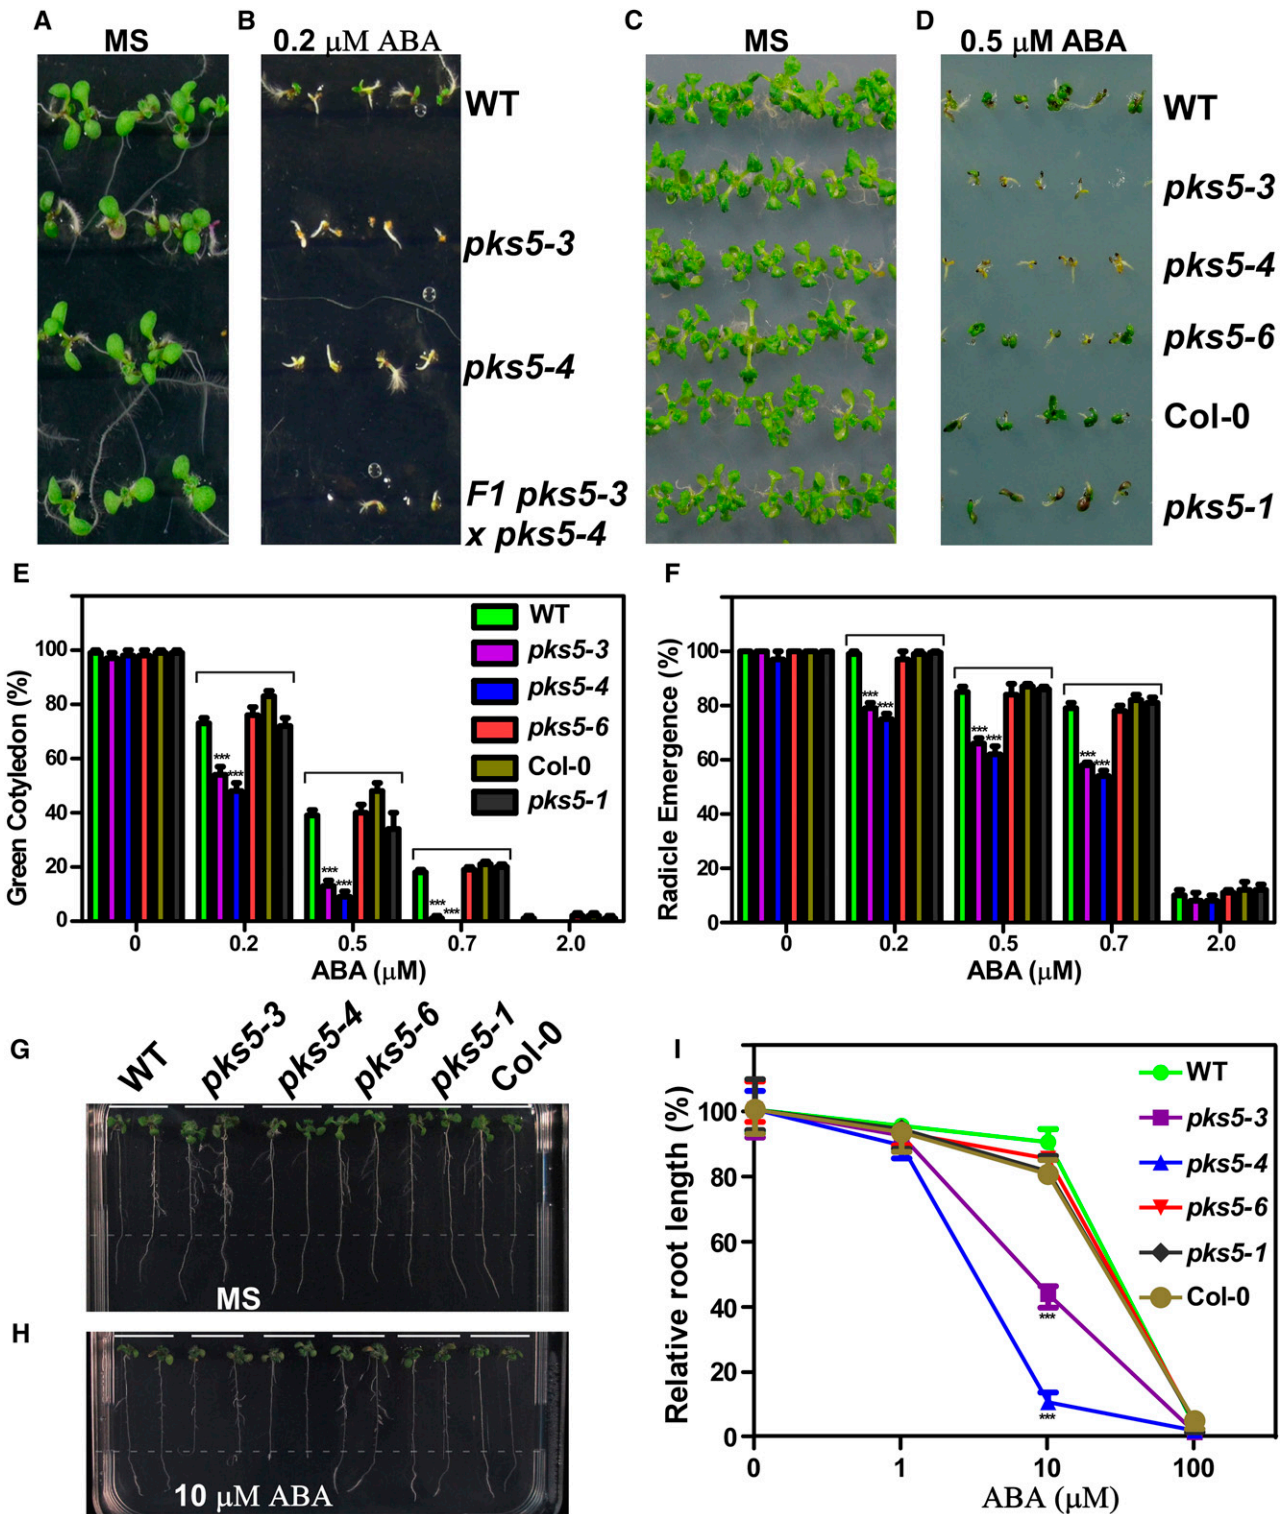 A
MS
B
0.2 μM ABA
WT
pks5-3
pks5-4
F1 pks5-3
x pks5-4
C
MS
D
0.5 μM ABA
WT
pks5-3
pks5-4
pks5-6
Col-0
pks5-1
E
Green Cotyledon (%)
100
80
60
40
20
0
*** ***
*** ***
*** ***
WT
pks5-3
pks5-4
pks5-6
Col-0
pks5-1
0 0.2 0.5 0.7 2.0
ABA (μM)
F
Radicle Emergence (%)
100
80
60
40
20
0
*** ***
*** ***
*** ***
0 0.2 0.5 0.7 2.0
ABA (μM)
G
WT pks5-3 pks5-4 pks5-6 pks5-1 Col-0
MS
H
10 μM ABA
I
Relative root length (%)
100
80
60
40
20
0
***
***
WT
pks5-3
pks5-4
pks5-6
pks5-1
Col-0
0 1 10 100
ABA (μM)